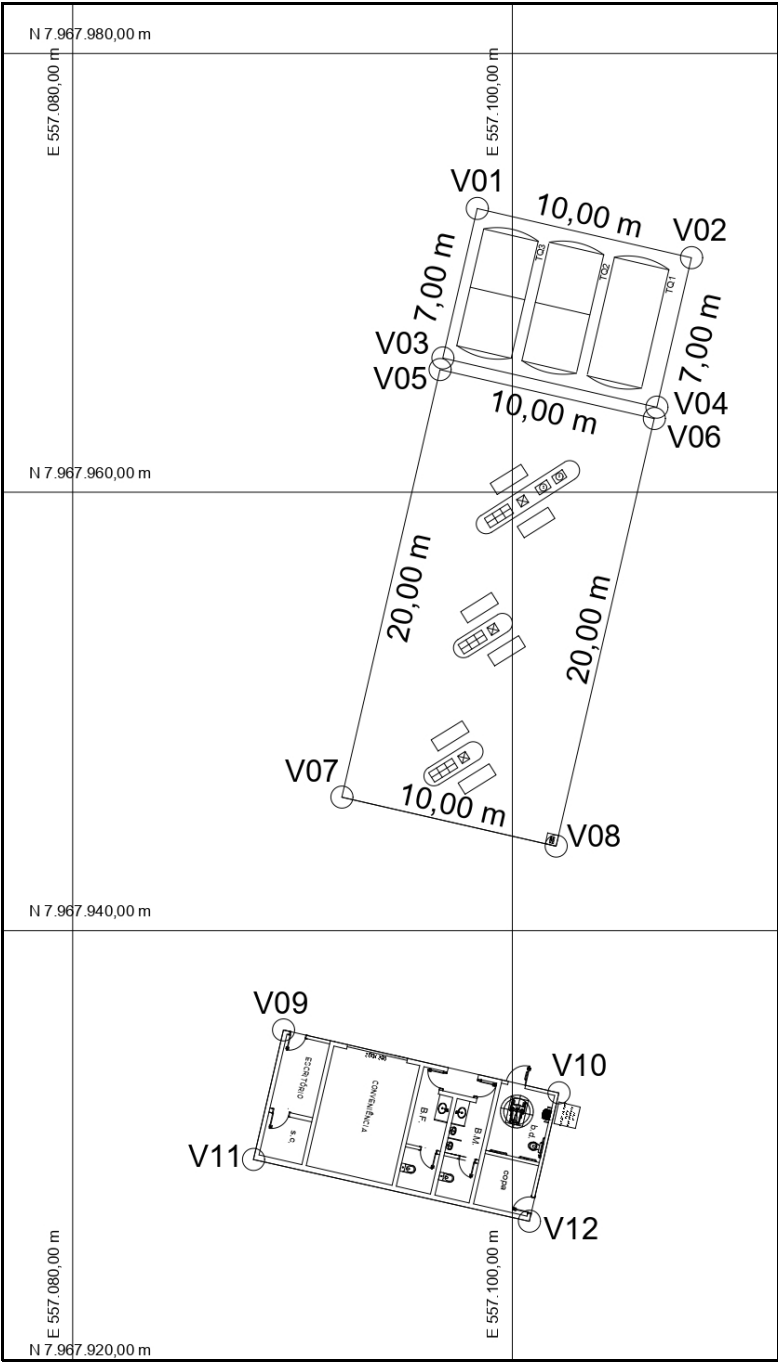 N 7.967.980,00 m
E 557.080,00 m
E 557.100,00 m
V01
10,00 m
V02
7,00 m
TQ3
TQ2
TQ1
7,00 m
V03
V05
10,00 m
V04
V06
N 7.967.960,00 m
20,00 m
20,00 m
V07
10,00 m
V08
N 7.967.940,00 m
V09
V10
ESCRITÓRIO
CONVENIÊNCIA
B.F.
B.M.
b.d.
S.C.
copa
V11
V12
E 557.080,00 m
E 557.100,00 m
N 7.967.920,00 m